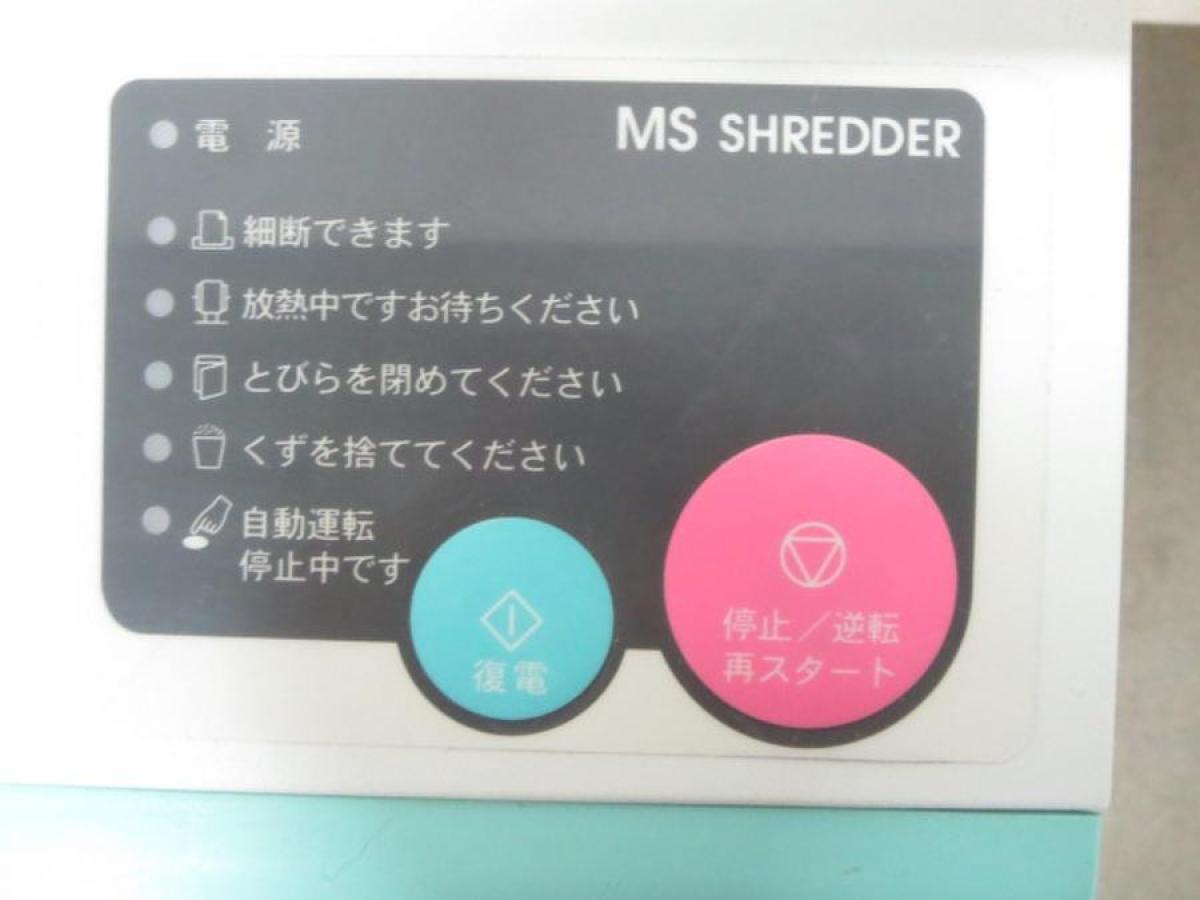 電 源
MS SHREDDER
細断できます
放熱中ですお待ちください
とびらを閉めてください
くずを捨ててください
自動運転
停止中です
復電
停止／逆転
再スタート